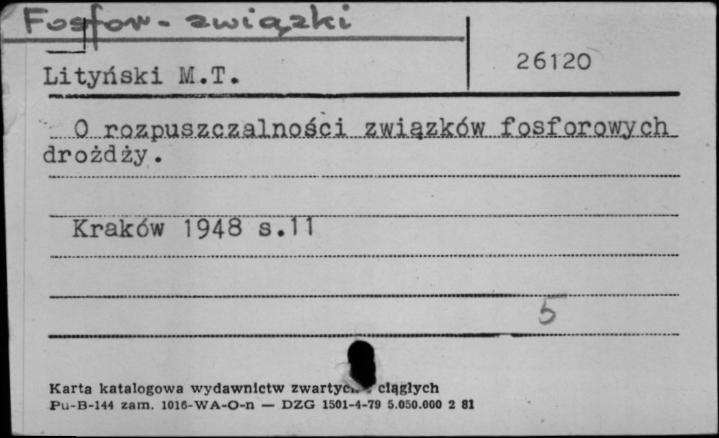 Fosfor - związki
Lityński M.T.
26120
O rozpuszczalności związków fosforowych
drożdży.
Kraków 1948 s.11
5
Karta katalogowa wydawnictw ciągłych
Pu-B-144 zam. 1016-WA-O-n — DZG 1501-4-79 5.050.000 2 81